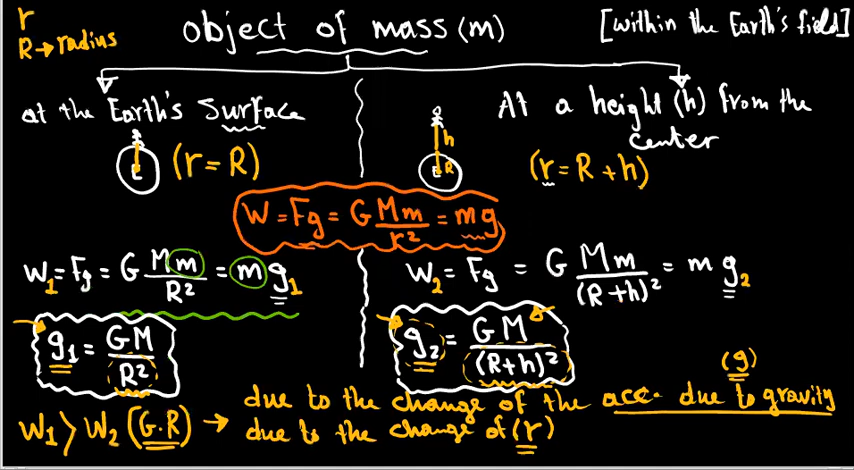 r
R → radius
object of mass (m)
[within the Earth's field]
at the Earth's surface
E
(r = R)
At a height (h) from the
center
h
R
E
(r = R + h)
W = Fg = G Mm / r² = mg
W₁ = Fg = G Mm / R² = m g₁
W₂ = Fg = G Mm / (R+h)² = m g₂
g₁ = GM / R²
g₂ = GM / (R+h)²
(g)
W₁ > W₂ (G.R) → due to the change of the acc. due to gravity
due to the change of (r)